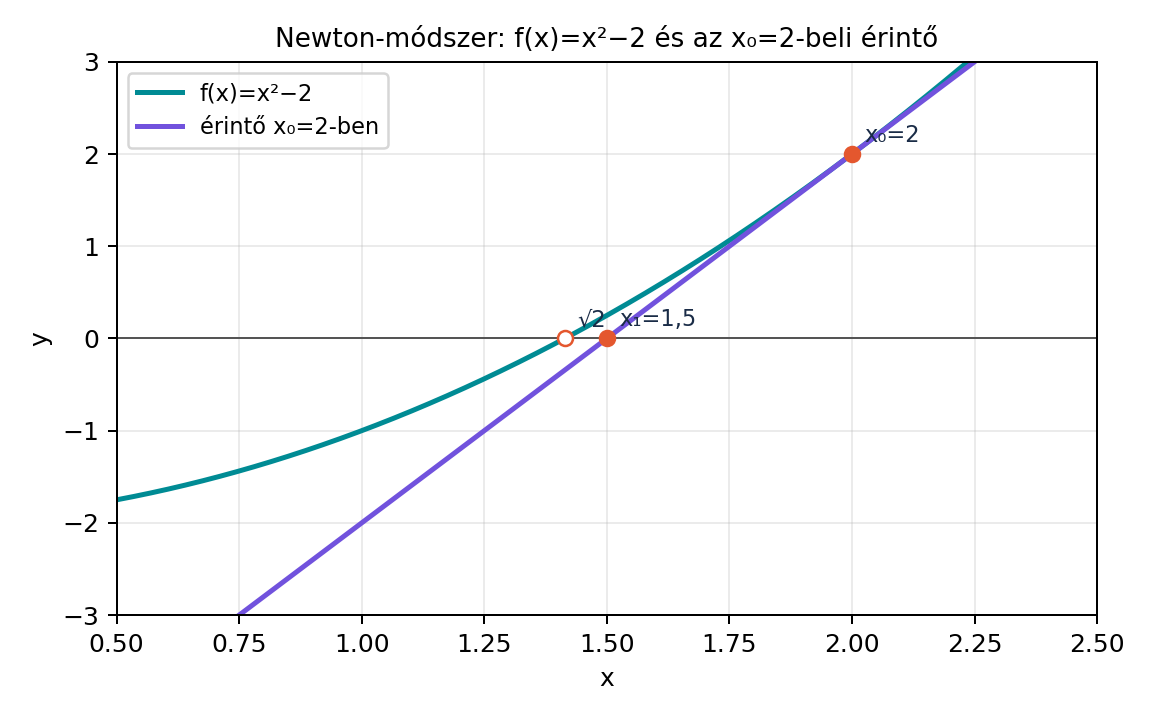 Newton-módszer: f(x)=x²−2 és az x₀=2-beli érintő
f(x)=x²−2
érintő x₀=2-ben
3
2
1
0
−1
−2
−3
y
x₀=2
√2
x₁=1,5
0.50
0.75
1.00
1.25
1.50
1.75
2.00
2.25
2.50
x